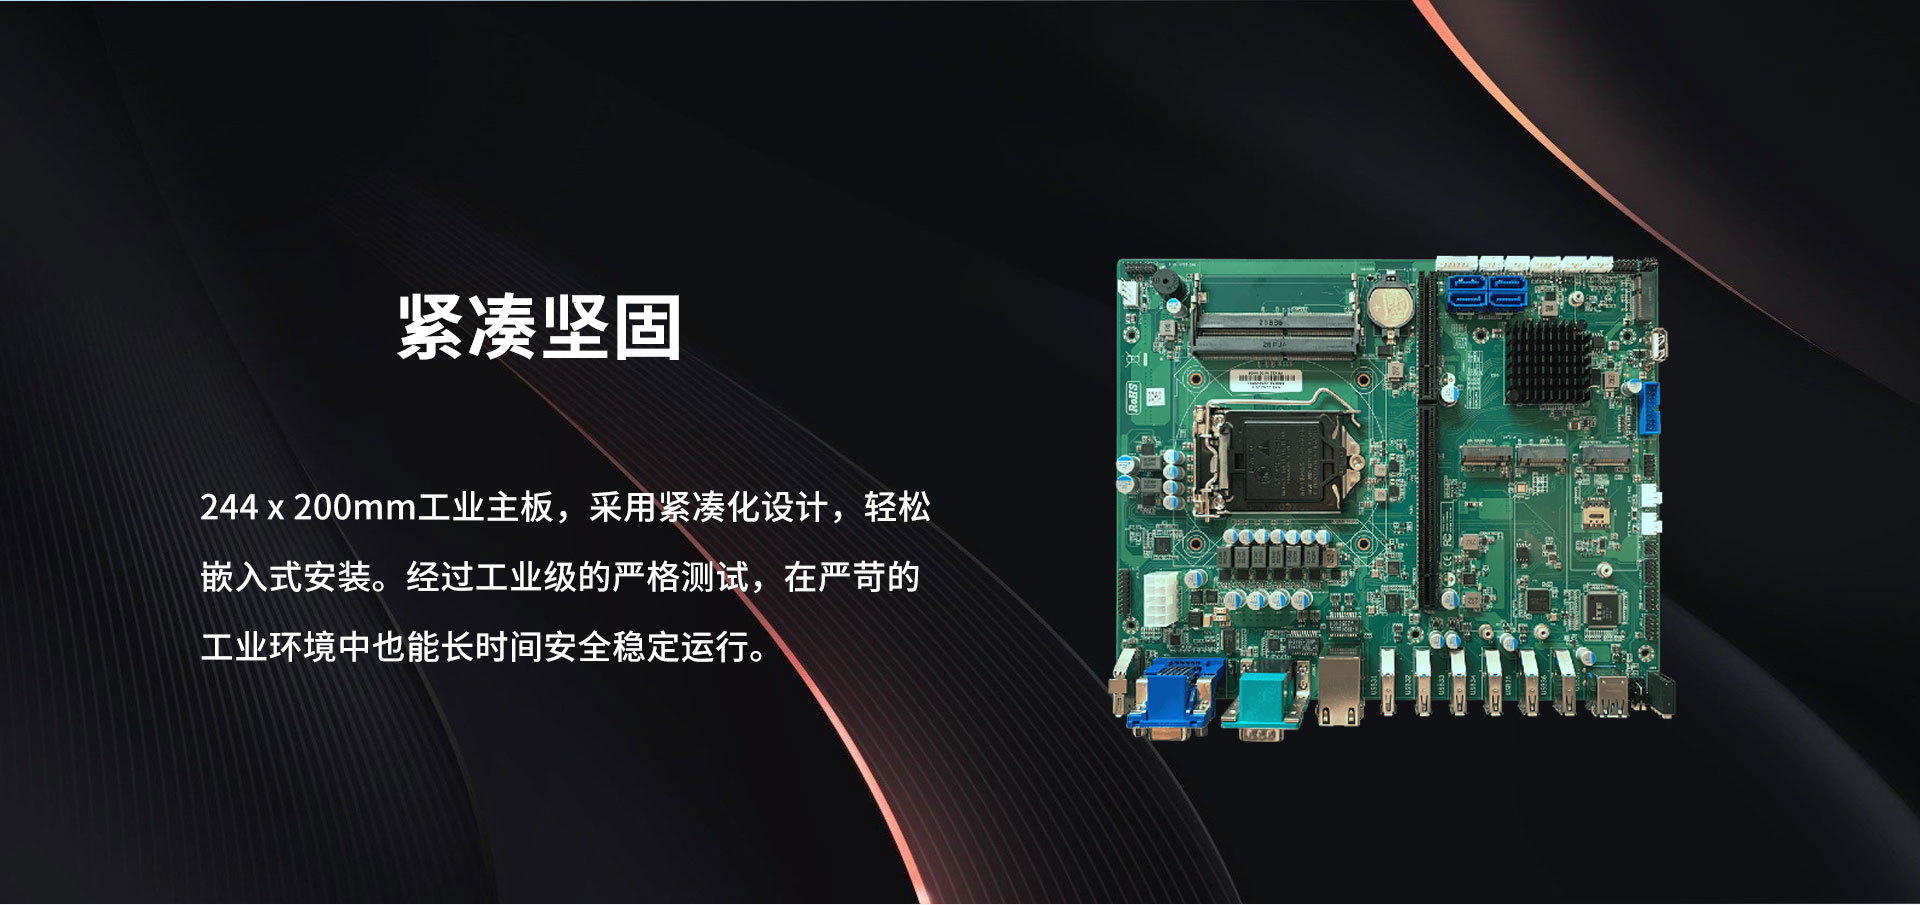 紧凑坚固
244 x 200mm工业主板，采用紧凑化设计，轻松
嵌入式安装。经过工业级的严格测试，在严苛的
工业环境中也能长时间安全稳定运行。
RoHS